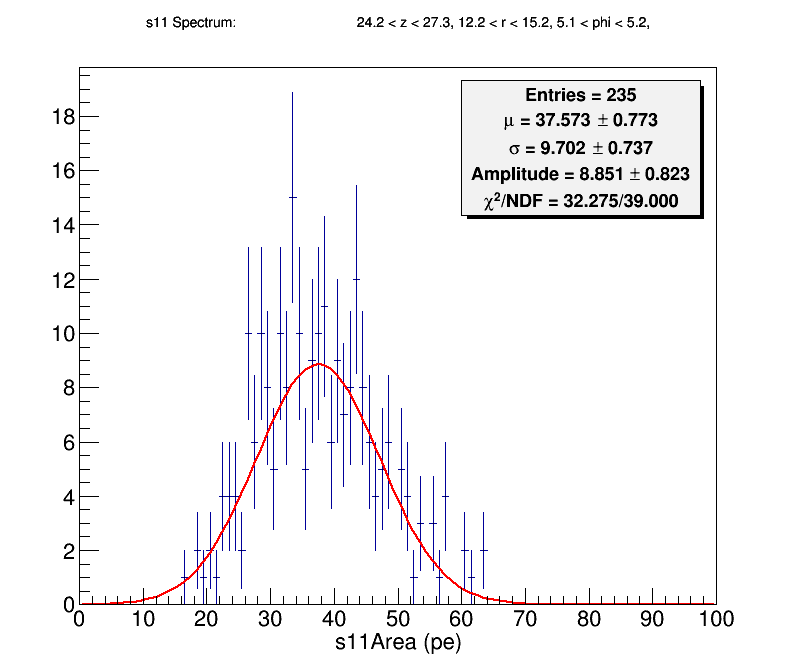 s11 Spectrum: 24.2 < z < 27.3, 12.2 < r < 15.2, 5.1 < phi < 5.2,
Entries = 235
μ = 37.573 ± 0.773
σ = 9.702 ± 0.737
Amplitude = 8.851 ± 0.823
χ²/NDF = 32.275/39.000
18
16
14
12
10
8
6
4
2
0
0 10 20 30 40 50 60 70 80 90 100
s11Area (pe)